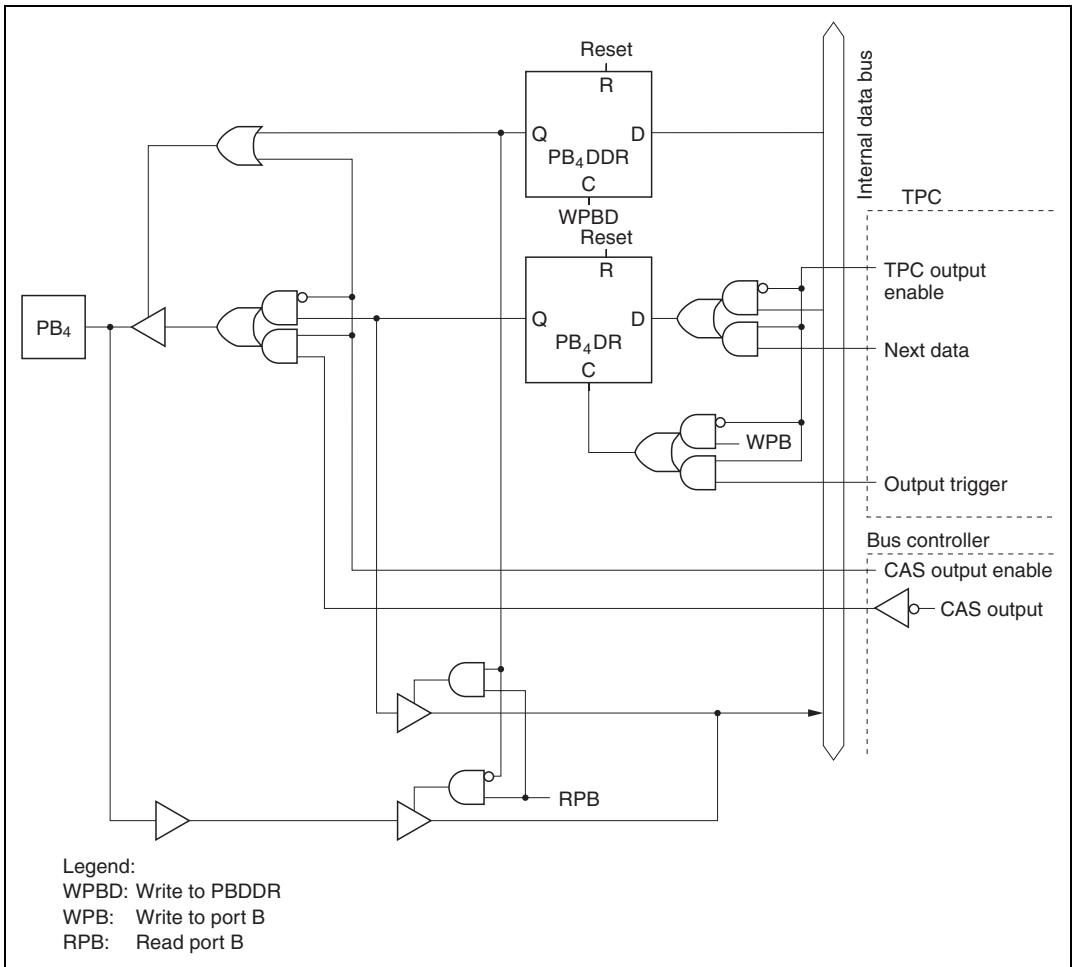 Reset
R
Internal data bus
Q
D
PB4DDR
C
WPBD
TPC
Reset
R
TPC output
enable
PB4
Q
D
PB4DR
Next data
C
WPB
Output trigger
Bus controller
CAS output enable
CAS output
RPB
Legend:
WPBD: Write to PBDDR
WPB: Write to port B
RPB: Read port B